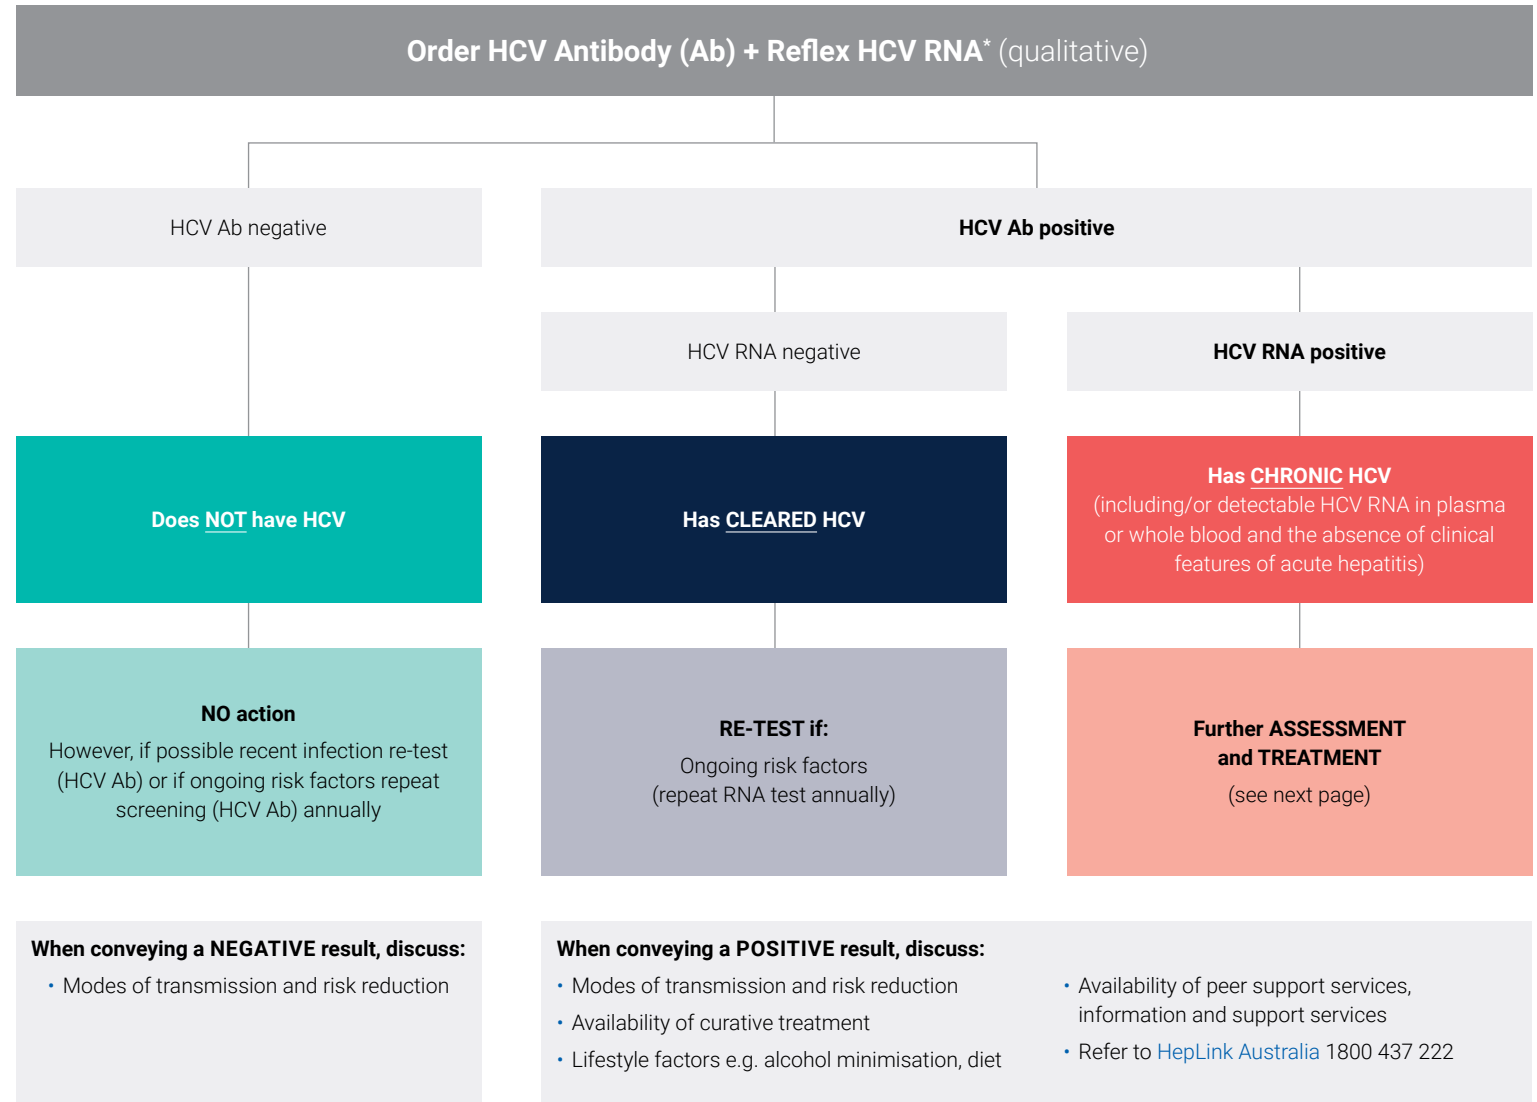 Order HCV Antibody (Ab) + Reflex HCV RNA* (qualitative)
HCV Ab negative
HCV Ab positive
HCV RNA negative
HCV RNA positive
Does NOT have HCV
Has CLEARED HCV
Has CHRONIC HCV
(including/or detectable HCV RNA in plasma
or whole blood and the absence of clinical
features of acute hepatitis)
NO action
However, if possible recent infection re-test
(HCV Ab) or if ongoing risk factors repeat
screening (HCV Ab) annually
RE-TEST if:
Ongoing risk factors
(repeat RNA test annually)
Further ASSESSMENT
and TREATMENT
(see next page)
When conveying a NEGATIVE result, discuss:
• Modes of transmission and risk reduction
When conveying a POSITIVE result, discuss:
• Modes of transmission and risk reduction
• Availability of curative treatment
• Lifestyle factors e.g. alcohol minimisation, diet
• Availability of peer support services,
information and support services
• Refer to HepLink Australia 1800 437 222